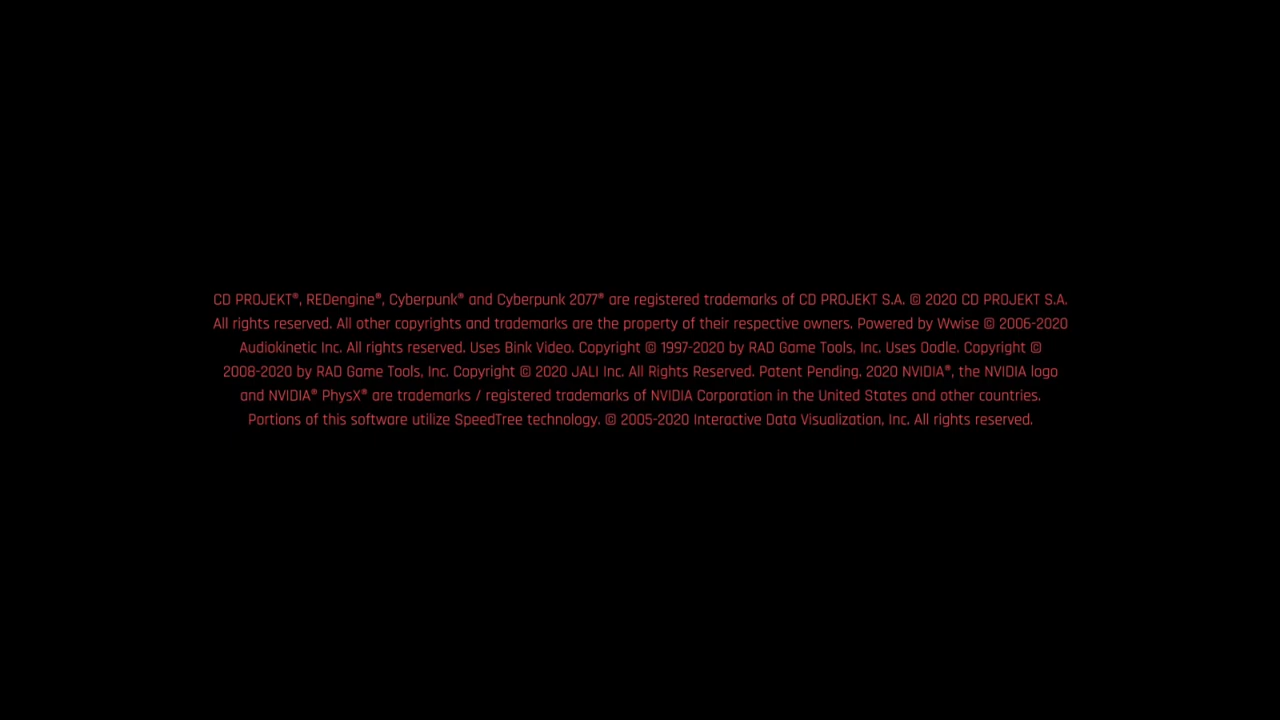 CD PROJEKT®, REDengine®, Cyberpunk® and Cyberpunk 2077® are registered trademarks of CD PROJEKT S.A. © 2020 CD PROJEKT S.A.
All rights reserved. All other copyrights and trademarks are the property of their respective owners. Powered by Wwise © 2006-2020
Audiokinetic Inc. All rights reserved. Uses Bink Video. Copyright © 1997-2020 by RAD Game Tools, Inc. Uses Oodle. Copyright ©
2008-2020 by RAD Game Tools, Inc. Copyright © 2020 JALI Inc. All Rights Reserved. Patent Pending. 2020 NVIDIA®, the NVIDIA logo
and NVIDIA® PhysX® are trademarks / registered trademarks of NVIDIA Corporation in the United States and other countries.
Portions of this software utilize SpeedTree technology. © 2005-2020 Interactive Data Visualization, Inc. All rights reserved.